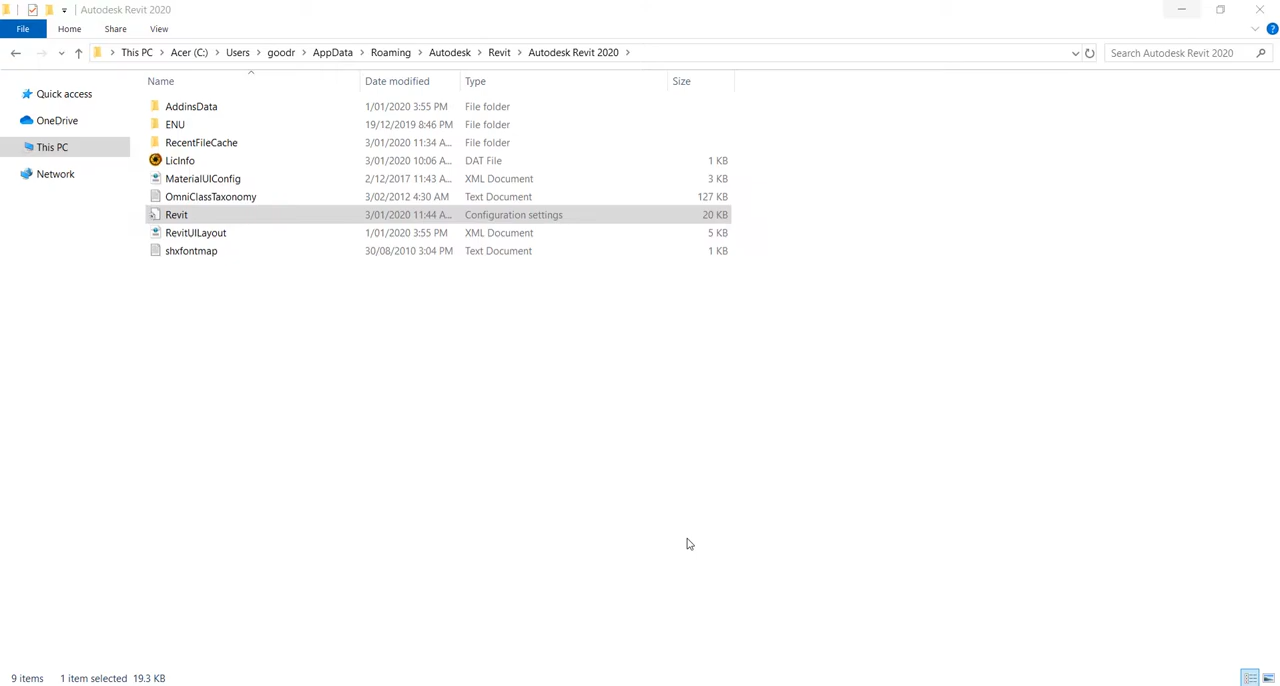 Autodesk Revit 2020
File Home Share View
This PC Acer (C:) Users goodr AppData Roaming Autodesk Revit Autodesk Revit 2020 Search Autodesk Revit 2020
Name Date modified Type Size
Quick access
OneDrive
This PC
Network
AddinsData 1/01/2020 3:55 PM File folder
ENU 19/12/2019 8:46 PM File folder
RecentFileCache 3/01/2020 11:34 A... File folder
LicInfo 3/01/2020 10:06 A... DAT File 1 KB
MaterialUIConfig 2/12/2017 11:43 A... XML Document 3 KB
OmniClassTaxonomy 3/02/2012 4:30 AM Text Document 127 KB
Revit 3/01/2020 11:44 A... Configuration settings 20 KB
RevitUILayout 1/01/2020 3:55 PM XML Document 5 KB
shxfontmap 30/08/2010 3:04 PM Text Document 1 KB
9 items 1 item selected 19.3 KB